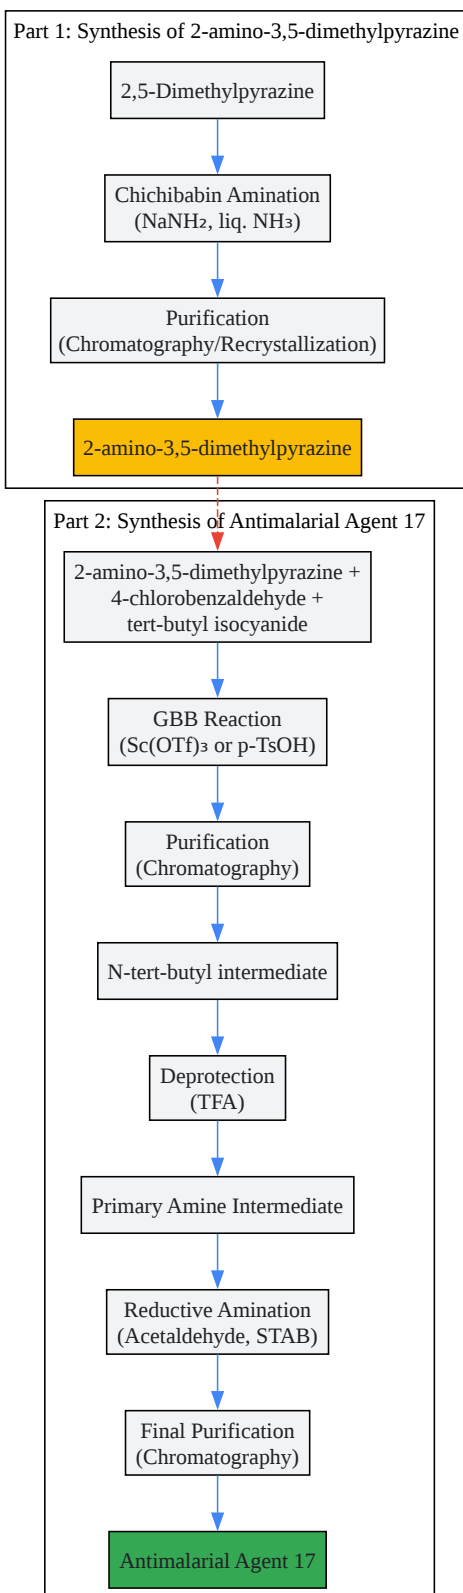 Part 1: Synthesis of 2-amino-3,5-dimethylpyrazine
2,5-Dimethylpyrazine
Chichibabin Amination
(NaNH₂, liq. NH₃)
Purification
(Chromatography/Recrystallization)
2-amino-3,5-dimethylpyrazine
Part 2: Synthesis of Antimalarial Agent 17
2-amino-3,5-dimethylpyrazine +
4-chlorobenzaldehyde +
tert-butyl isocyanide
GBB Reaction
(Sc(OTf)₃ or p-TsOH)
Purification
(Chromatography)
N-tert-butyl intermediate
Deprotection
(TFA)
Primary Amine Intermediate
Reductive Amination
(Acetaldehyde, STAB)
Final Purification
(Chromatography)
Antimalarial Agent 17